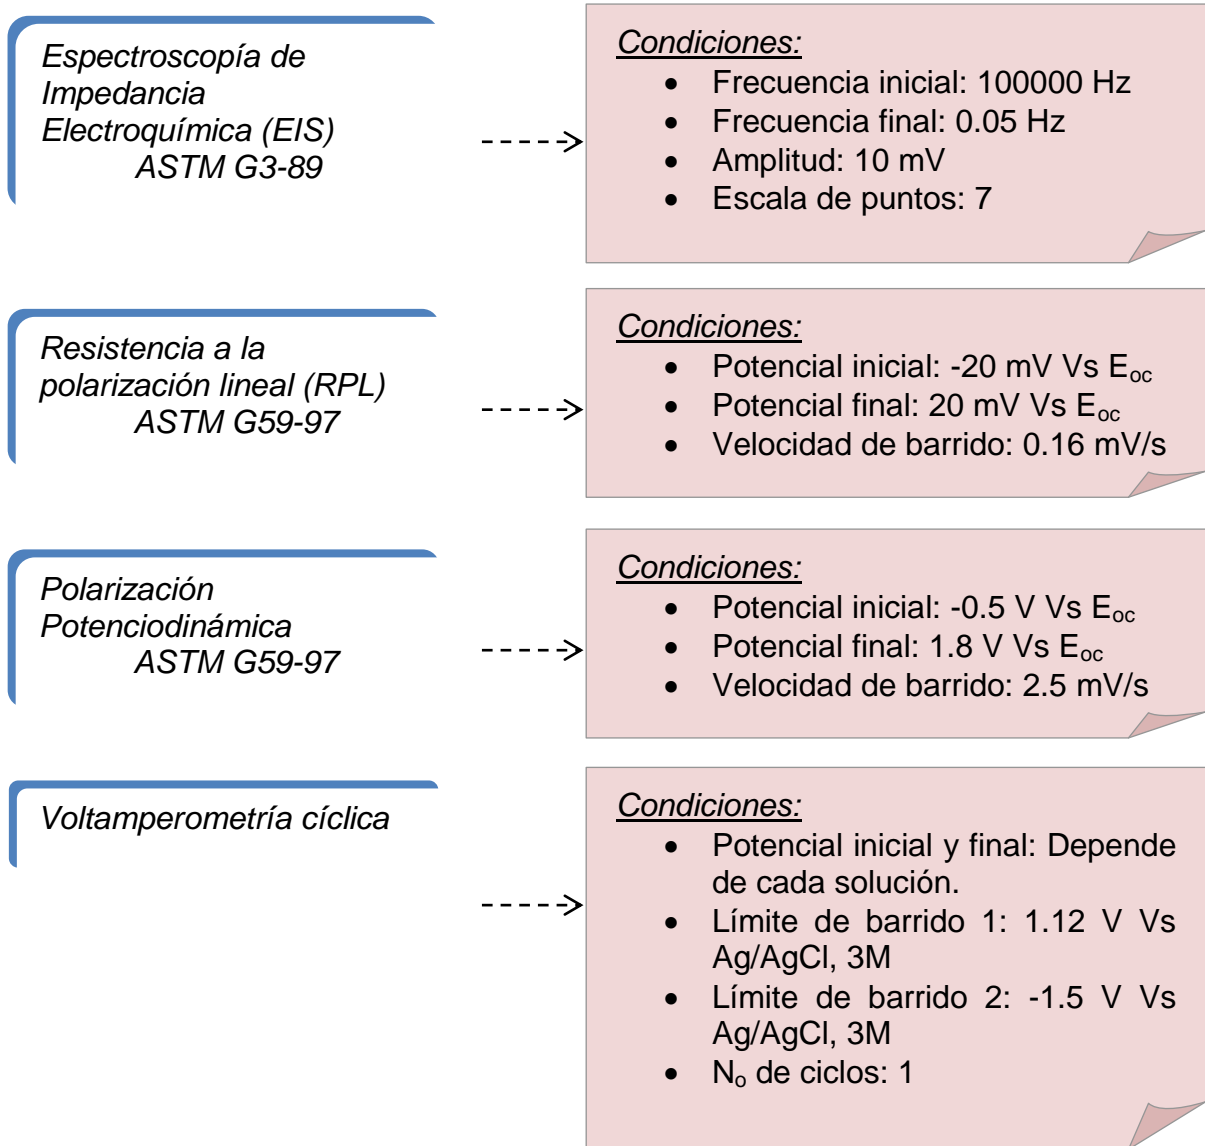 Espectroscopía de
Impedancia
Electroquímica (EIS)
ASTM G3-89
Condiciones:
• Frecuencia inicial: 100000 Hz
• Frecuencia final: 0.05 Hz
• Amplitud: 10 mV
• Escala de puntos: 7
Resistencia a la
polarización lineal (RPL)
ASTM G59-97
Condiciones:
• Potencial inicial: -20 mV Vs Eoc
• Potencial final: 20 mV Vs Eoc
• Velocidad de barrido: 0.16 mV/s
Polarización
Potenciodinámica
ASTM G59-97
Condiciones:
• Potencial inicial: -0.5 V Vs Eoc
• Potencial final: 1.8 V Vs Eoc
• Velocidad de barrido: 2.5 mV/s
Voltamperometría cíclica
Condiciones:
• Potencial inicial y final: Depende
de cada solución.
• Límite de barrido 1: 1.12 V Vs
Ag/AgCl, 3M
• Límite de barrido 2: -1.5 V Vs
Ag/AgCl, 3M
• No de ciclos: 1